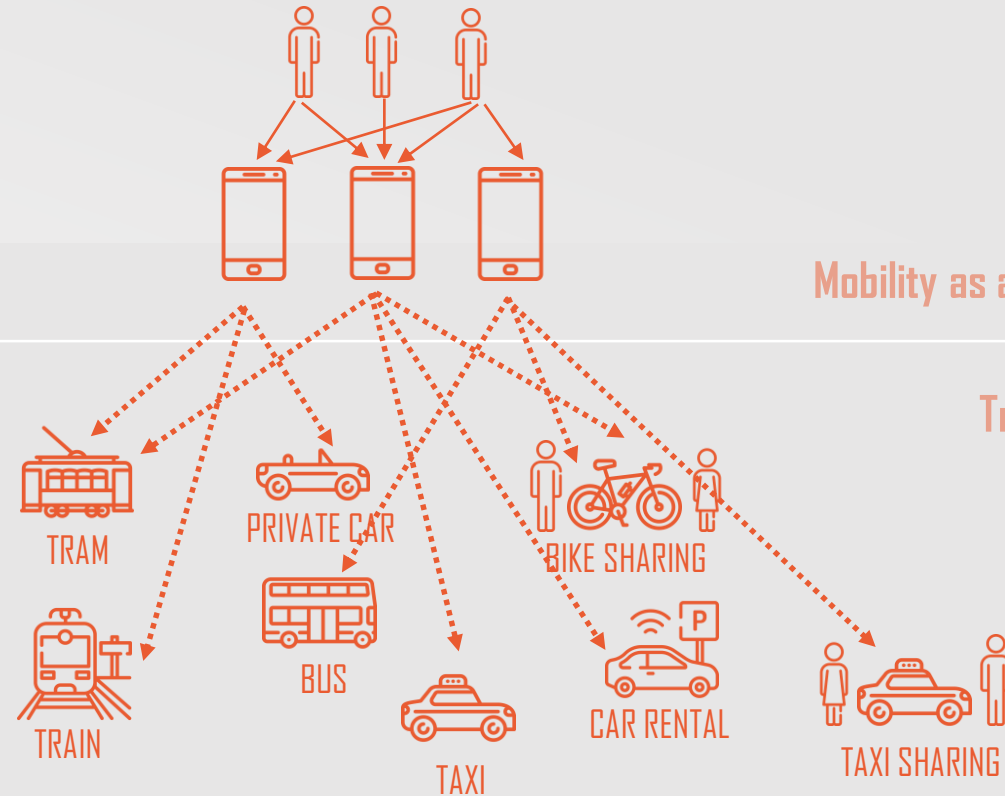 Mobility as a
Tr
TRAM
PRIVATE CAR
BIKE SHARING
P
BUS
CAR RENTAL
TRAIN
TAXI
TAXI SHARING